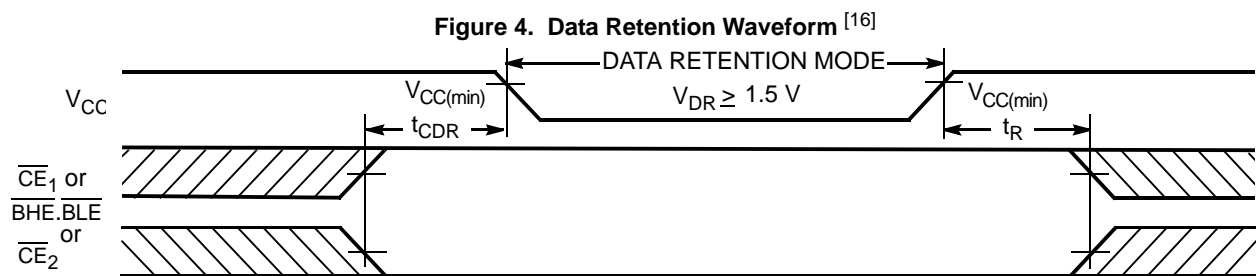 Figure 4. Data Retention Waveform [16]
DATA RETENTION MODE
VCC
VCC(min)
VDR ≥ 1.5 V
VCC(min)
tCDR
tR
CE1 or
BHE.BLE
or
CE2